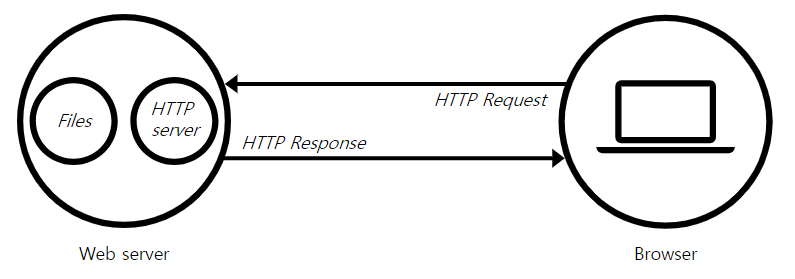 Files
HTTP
server
HTTP Request
HTTP Response
Web server
Browser